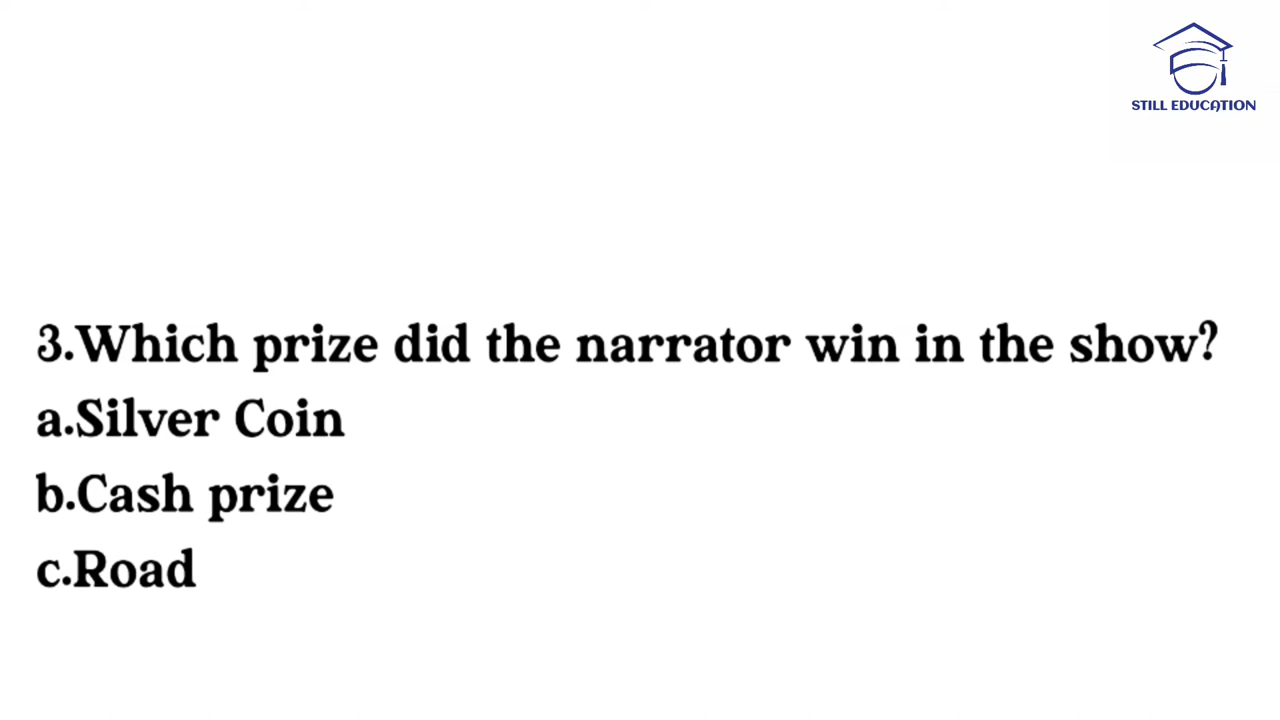 STILL EDUCATION
3.Which prize did the narrator win in the show?
a.Silver Coin
b.Cash prize
c.Road